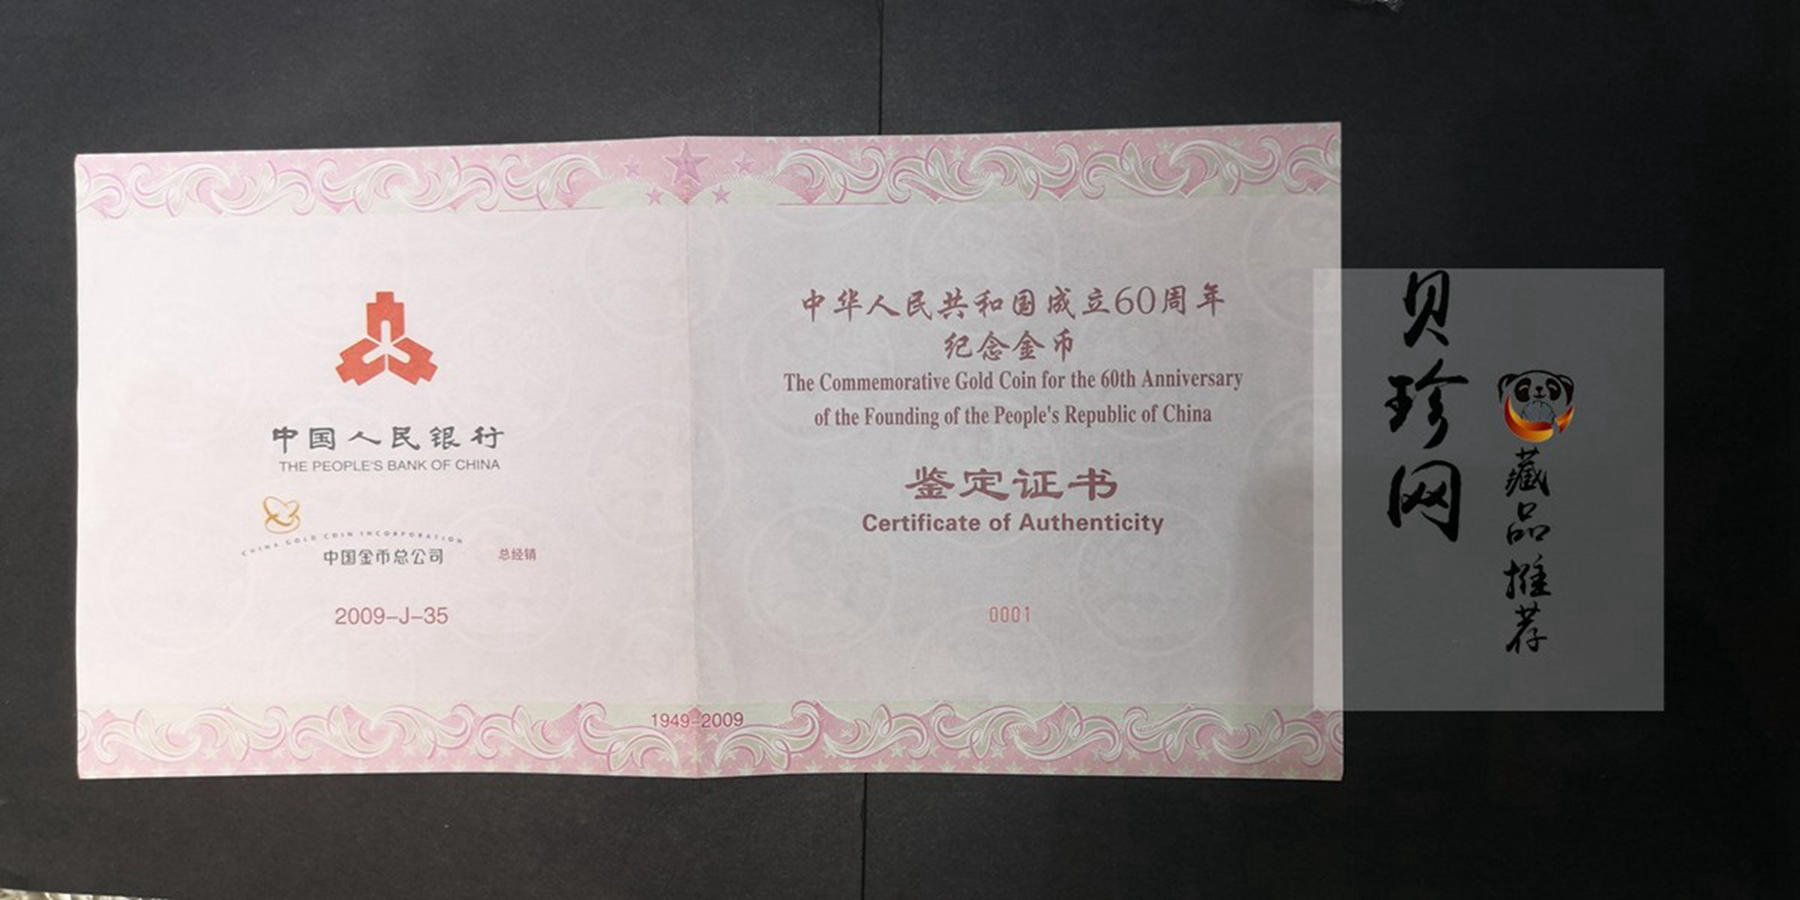 中国人民银行
THE PEOPLE'S BANK OF CHINA
CHINA GOLD COIN INCORPORATION
中国金币总公司 总经销
2009-J-35
中华人民共和国成立60周年
纪念金币
The Commemorative Gold Coin for the 60th Anniversary
of the Founding of the People's Republic of China
鉴定证书
Certificate of Authenticity
0001
1949-2009
贝珍网
藏品推荐